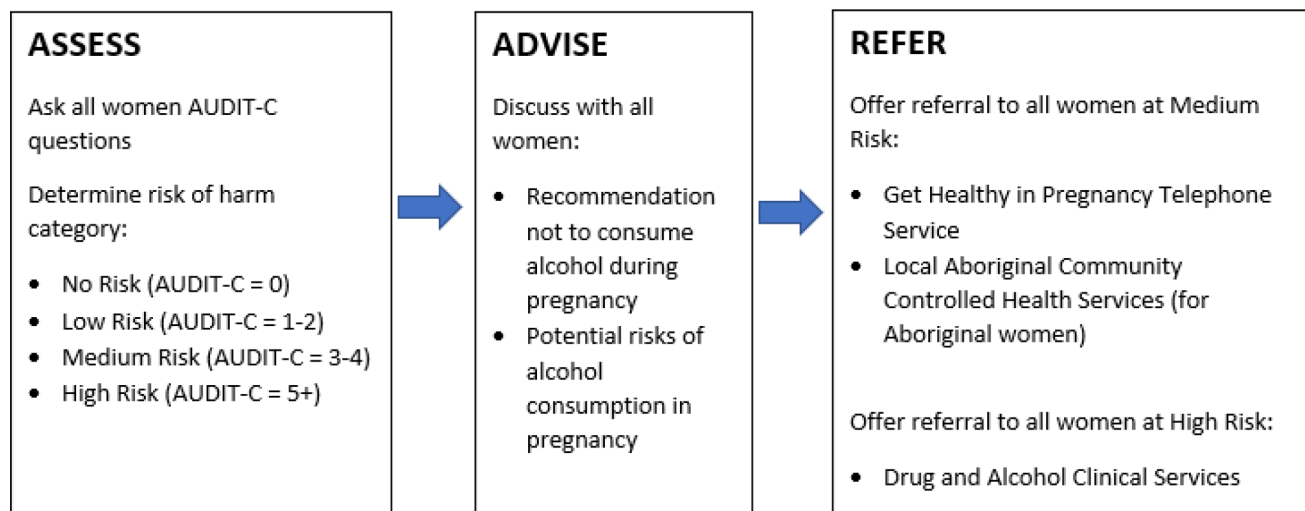 ASSESS
Ask all women AUDIT-C
questions
Determine risk of harm
category:
• No Risk (AUDIT-C = 0)
• Low Risk (AUDIT-C = 1-2)
• Medium Risk (AUDIT-C = 3-4)
• High Risk (AUDIT-C = 5+)
ADVISE
Discuss with all
women:
• Recommendation
not to consume
alcohol during
pregnancy
• Potential risks of
alcohol
consumption in
pregnancy
REFER
Offer referral to all women at Medium
Risk:
• Get Healthy in Pregnancy Telephone
Service
• Local Aboriginal Community
Controlled Health Services (for
Aboriginal women)
Offer referral to all women at High Risk:
• Drug and Alcohol Clinical Services